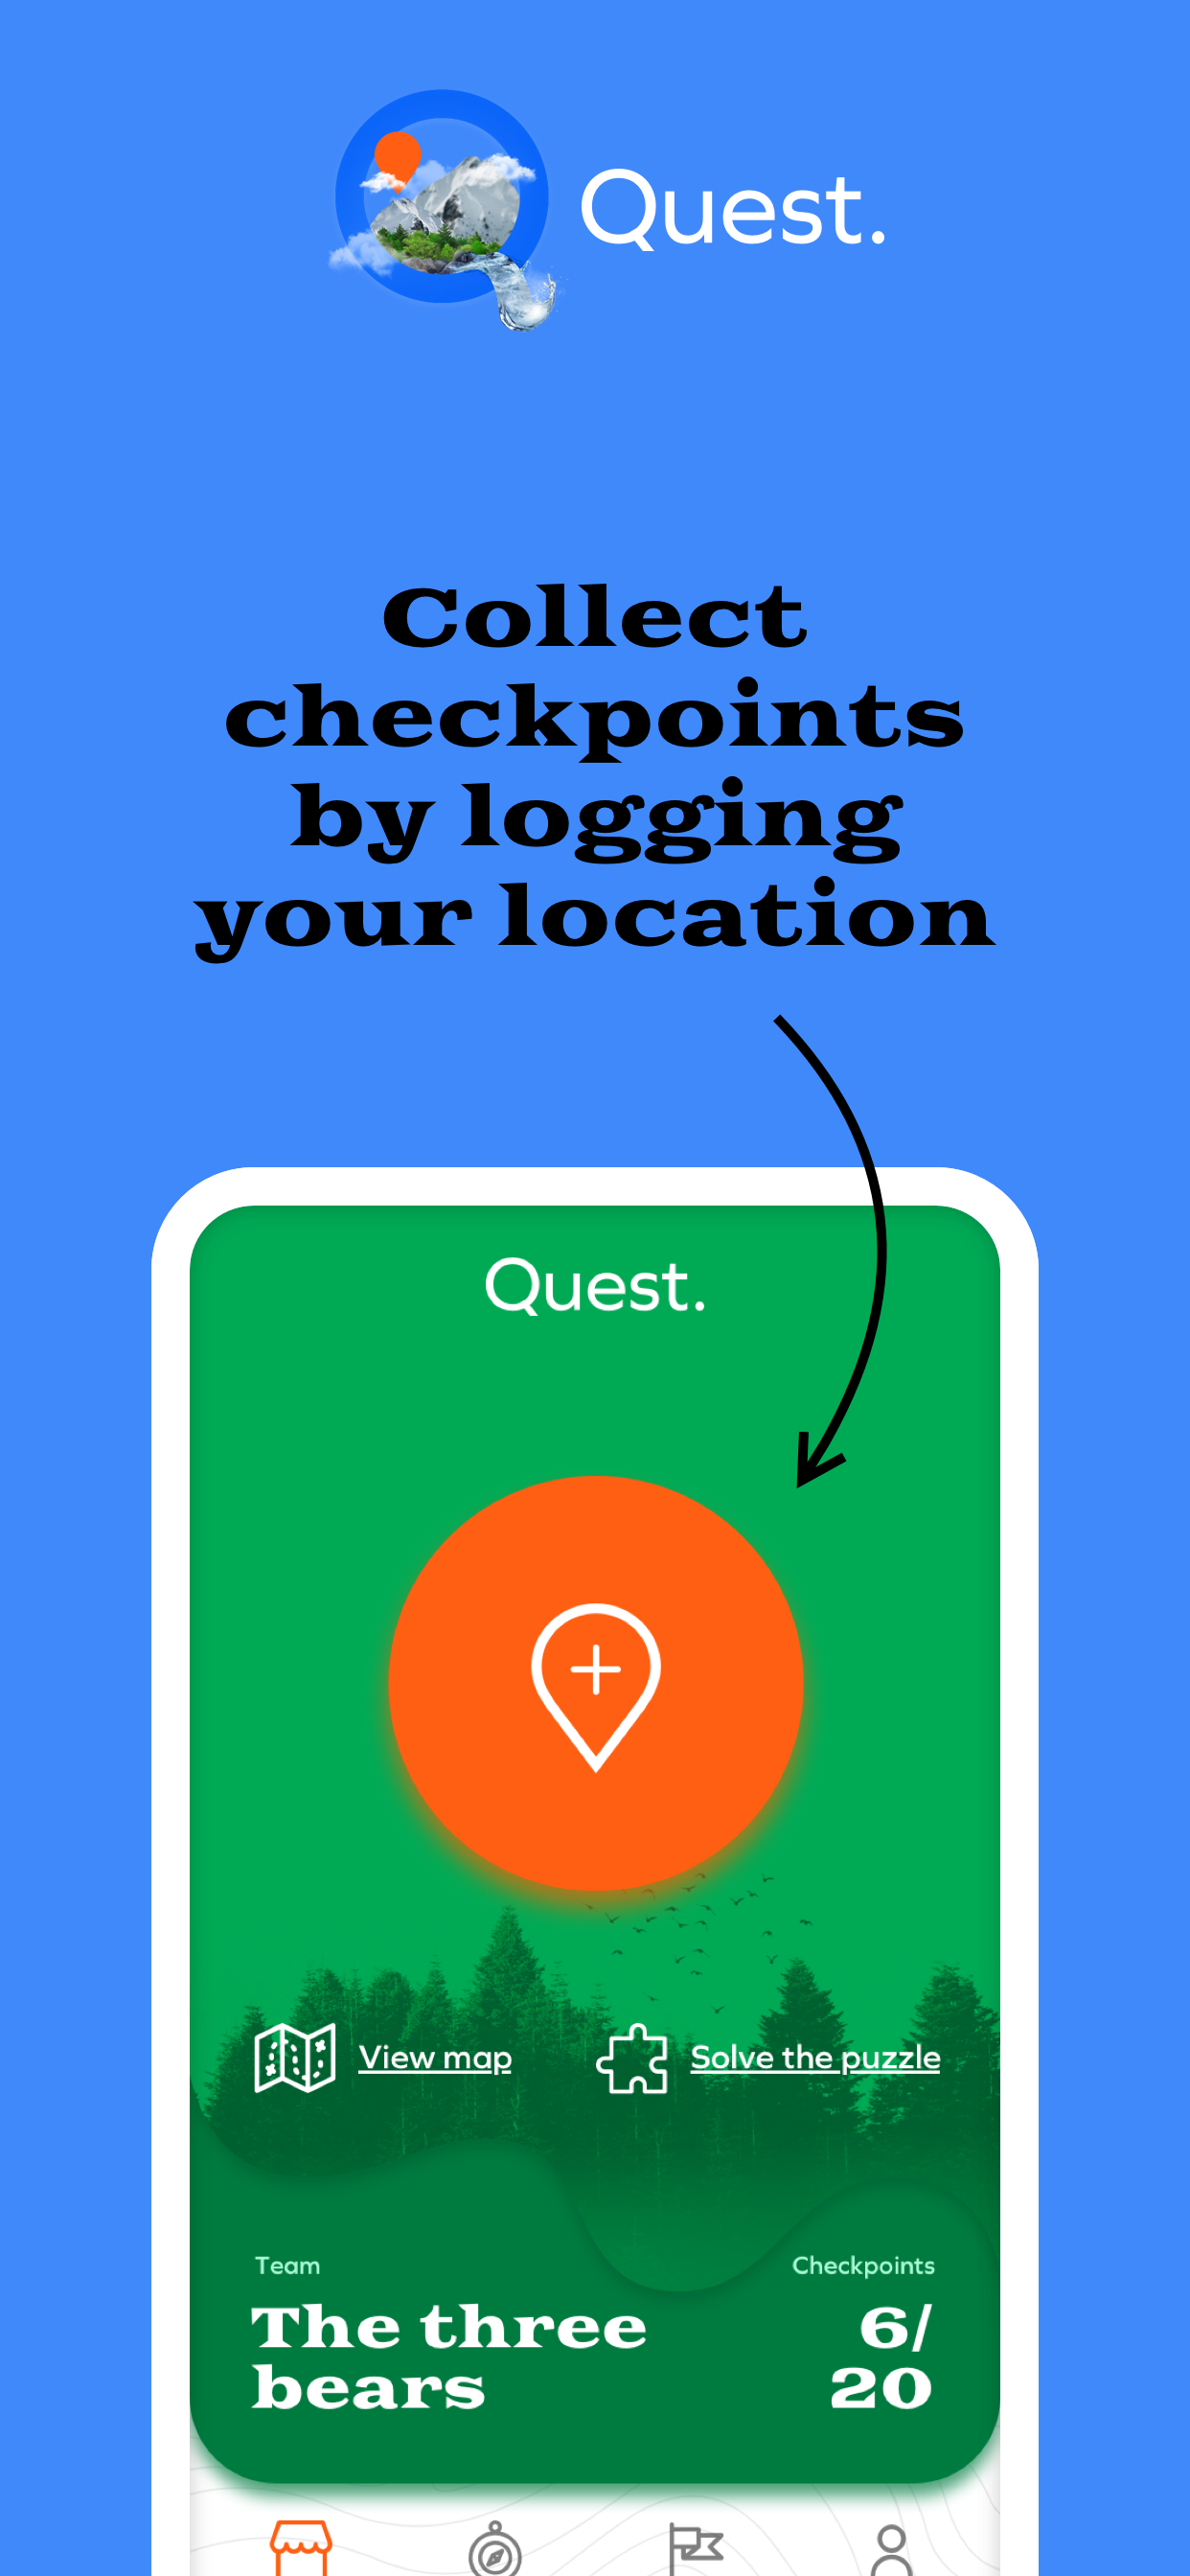 Quest.
Collect
checkpoints
by logging
your location
Quest.
View map
Solve the puzzle
Team
Checkpoints
The three
bears
6/
20